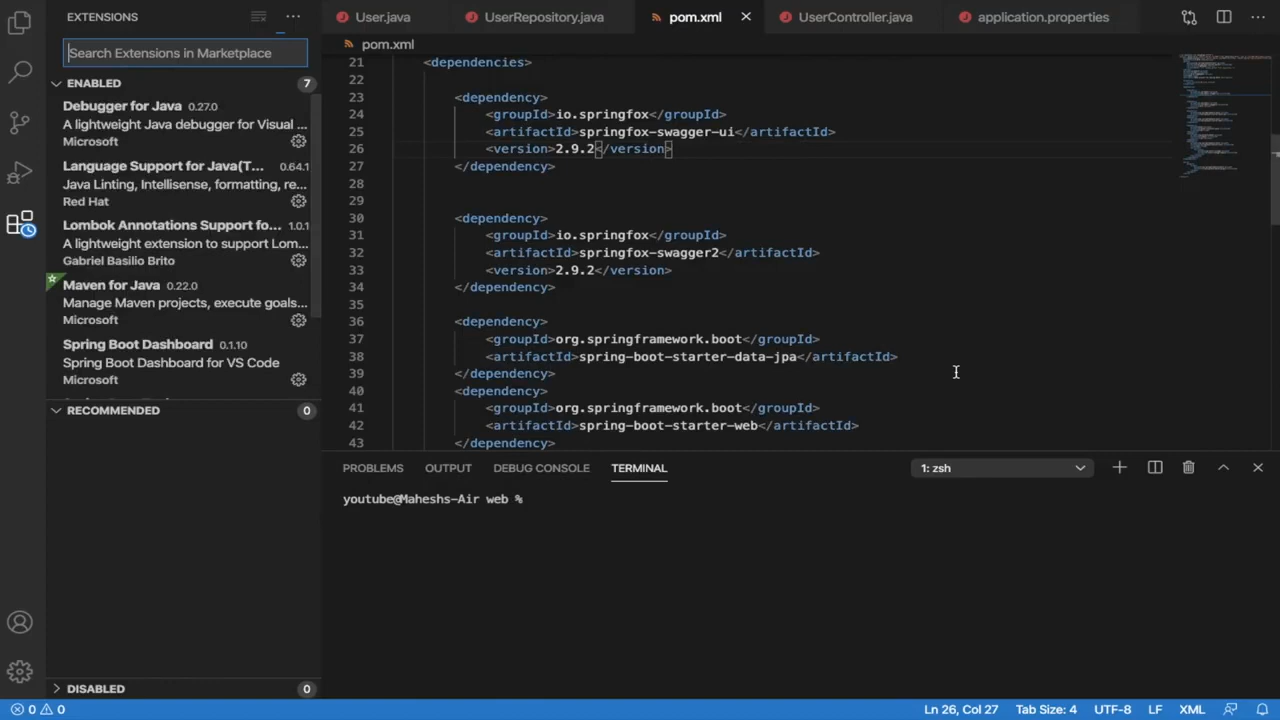 EXTENSIONS
Search Extensions in Marketplace
ENABLED
7
Debugger for Java 0.27.0
A lightweight Java debugger for Visual ...
Microsoft
Language Support for Java(T... 0.64.1
Java Linting, Intellisense, formatting, re...
Red Hat
Lombok Annotations Support fo... 1.0.1
A lightweight extension to support Lom...
Gabriel Basilio Brito
Maven for Java 0.22.0
Manage Maven projects, execute goals...
Microsoft
Spring Boot Dashboard 0.1.10
Spring Boot Dashboard for VS Code
Microsoft
RECOMMENDED
0
DISABLED
0
User.java
UserRepository.java
pom.xml
UserController.java
application.properties
pom.xml
21 <dependencies>
22
23 <dependency>
24 <groupId>io.springfox</groupId>
25 <artifactId>springfox-swagger-ui</artifactId>
26 <version>2.9.2</version>
27 </dependency>
28
29
30 <dependency>
31 <groupId>io.springfox</groupId>
32 <artifactId>springfox-swagger2</artifactId>
33 <version>2.9.2</version>
34 </dependency>
35
36 <dependency>
37 <groupId>org.springframework.boot</groupId>
38 <artifactId>spring-boot-starter-data-jpa</artifactId>
39 </dependency>
40 <dependency>
41 <groupId>org.springframework.boot</groupId>
42 <artifactId>spring-boot-starter-web</artifactId>
43 </dependency>
PROBLEMS
OUTPUT
DEBUG CONSOLE
TERMINAL
1: zsh
youtube@Maheshs-Air web %
0
0
Ln 26, Col 27
Tab Size: 4
UTF-8
LF
XML